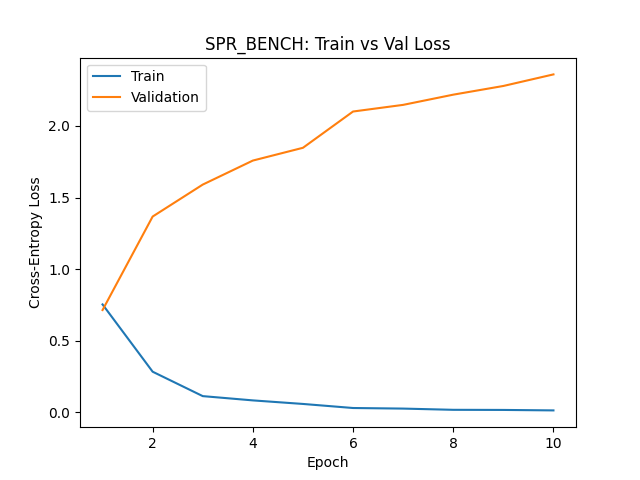 SPR_BENCH: Train vs Val Loss
Train
Validation
Cross-Entropy Loss
2.0
1.5
1.0
0.5
0.0
2 4 6 8 10
Epoch